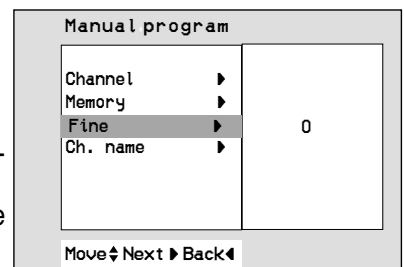 Manual program
Channel ▶
Memory ▶
Fine ▶ 0
Ch. name ▶
-
e
Move ▲▼ Next ▶ Back ◀